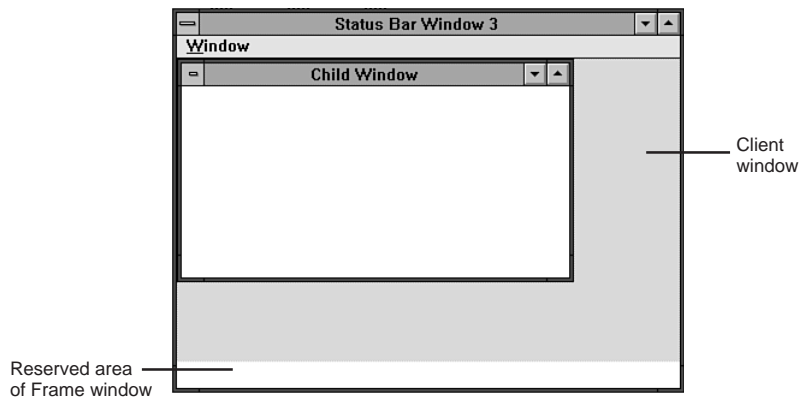 Status Bar Window 3
Window
Child Window
Client
window
Reserved area
of Frame window